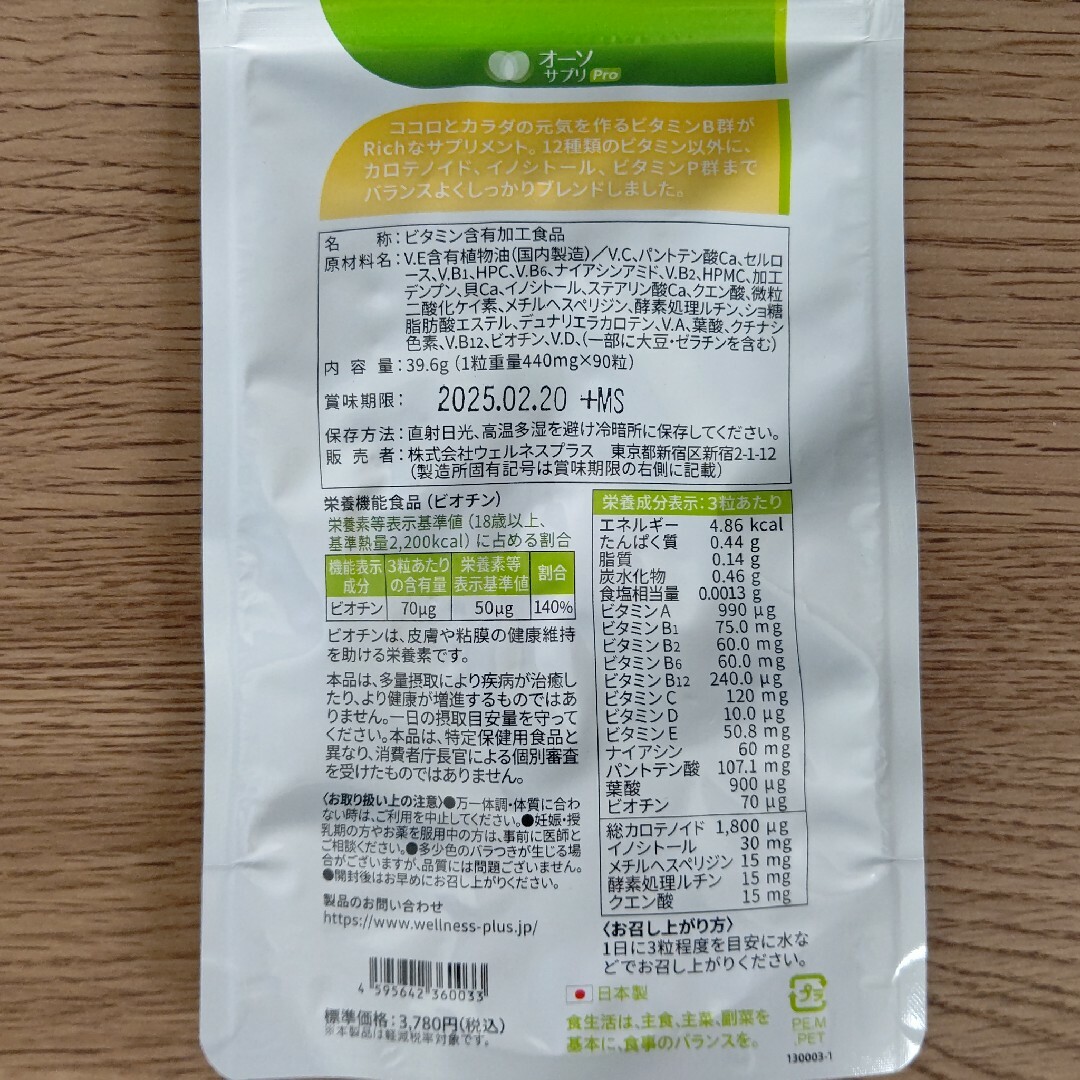 オーソ
サプリ Pro
ココロとカラダの元気を作るビタミンB群が
Richなサプリメント。12種類のビタミン以外に、
カロテノイド、イノシトール、ビタミンP群まで
バランスよくしっかりブレンドしました。
名称：ビタミン含有加工食品
原材料名：V.E含有植物油(国内製造)／V.C、パントテン酸Ca、セルロ
ース、V.B1、HPC、V.B6、ナイアシンアミド、V.B2、HPMC、加工
デンプン、貝Ca、イノシトール、ステアリン酸Ca、クエン酸、微粒
二酸化ケイ素、メチルヘスペリジン、酵素処理ルチン、ショ糖
脂肪酸エステル、デュナリエラカロテン、V.A、葉酸、クチナシ
色素、V.B12、ビオチン、V.D、(一部に大豆・ゼラチンを含む)
内容量：39.6g (1粒重量440mg×90粒)
賞味期限： 2025.02.20 +MS
保存方法：直射日光、高温多湿を避け冷暗所に保存してください。
販売者：株式会社ウェルネスプラス 東京都新宿区新宿2-1-12
(製造所固有記号は賞味期限の右側に記載)
栄養機能食品（ビオチン）
栄養素等表示基準値（18歳以上、
基準熱量2,200kcal）に占める割合
機能表示成分 3粒あたりの含有量 栄養素等表示基準値 割合
ビオチン 70μg 50μg 140%
ビオチンは、皮膚や粘膜の健康維持
を助ける栄養素です。
本品は、多量摂取により疾病が治癒し
たり、より健康が増進するものではあ
りません。一日の摂取目安量を守って
ください。本品は、特定保健用食品と
異なり、消費者庁長官による個別審査
を受けたものではありません。
〈お取り扱い上の注意〉●万一体調・体質に合わ
ない時は、ご利用を中止してください。●妊娠・授
乳期の方やお薬を服用中の方は、事前に医師と
ご相談ください。●多少色のバラつきが生じる場
合がございますが、品質には問題ございません。
●開封後はお早めにお召し上がりください。
製品のお問い合わせ
https://www.wellness-plus.jp/
4 595642 360033
標準価格：3,780円(税込)
※本製品は軽減税率対象です。
栄養成分表示：3粒あたり
エネルギー 4.86 kcal
たんぱく質 0.44 g
脂質 0.14 g
炭水化物 0.46 g
食塩相当量 0.0013 g
ビタミンA 990 μg
ビタミンB1 75.0 mg
ビタミンB2 60.0 mg
ビタミンB6 60.0 mg
ビタミンB12 240.0 μg
ビタミンC 120 mg
ビタミンD 10.0 μg
ビタミンE 50.8 mg
ナイアシン 60 mg
パントテン酸 107.1 mg
葉酸 900 μg
ビオチン 70 μg
総カロテノイド 1,800 μg
イノシトール 30 mg
メチルヘスペリジン 15 mg
酵素処理ルチン 15 mg
クエン酸 15 mg
〈お召し上がり方〉
1日に3粒程度を目安に水な
どでお召し上がりください。
日本製
食生活は、主食、主菜、副菜を
基本に、食事のバランスを。
プラ
PE,M
,PET
130003-1